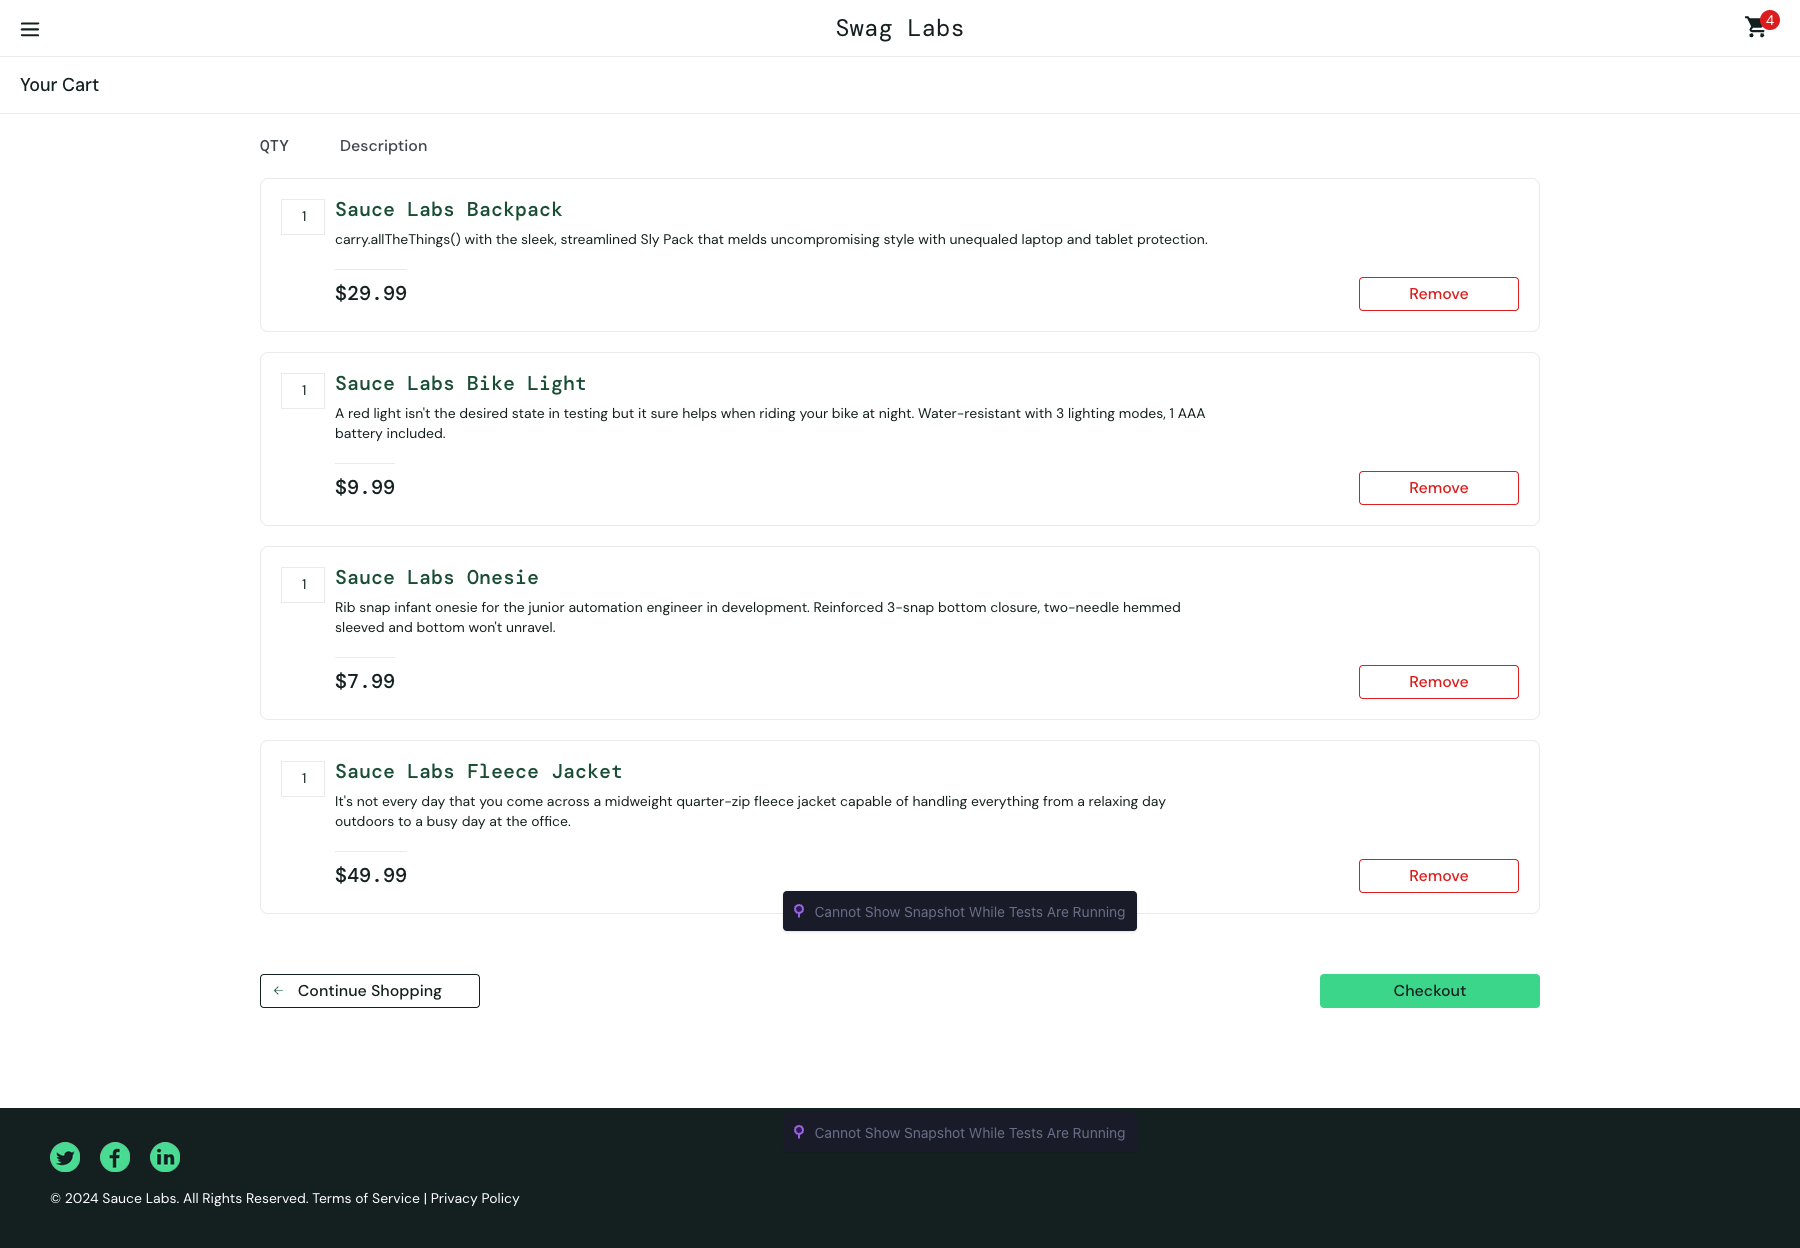 Swag Labs
4
Your Cart
QTY Description
1
Sauce Labs Backpack
carry.allTheThings() with the sleek, streamlined Sly Pack that melds uncompromising style with unequaled laptop and tablet protection.
$29.99
Remove
1
Sauce Labs Bike Light
A red light isn't the desired state in testing but it sure helps when riding your bike at night. Water-resistant with 3 lighting modes, 1 AAA
battery included.
$9.99
Remove
1
Sauce Labs Onesie
Rib snap infant onesie for the junior automation engineer in development. Reinforced 3-snap bottom closure, two-needle hemmed
sleeved and bottom won't unravel.
$7.99
Remove
1
Sauce Labs Fleece Jacket
It's not every day that you come across a midweight quarter-zip fleece jacket capable of handling everything from a relaxing day
outdoors to a busy day at the office.
$49.99
Remove
Cannot Show Snapshot While Tests Are Running
Continue Shopping
Checkout
Cannot Show Snapshot While Tests Are Running
© 2024 Sauce Labs. All Rights Reserved. Terms of Service | Privacy Policy